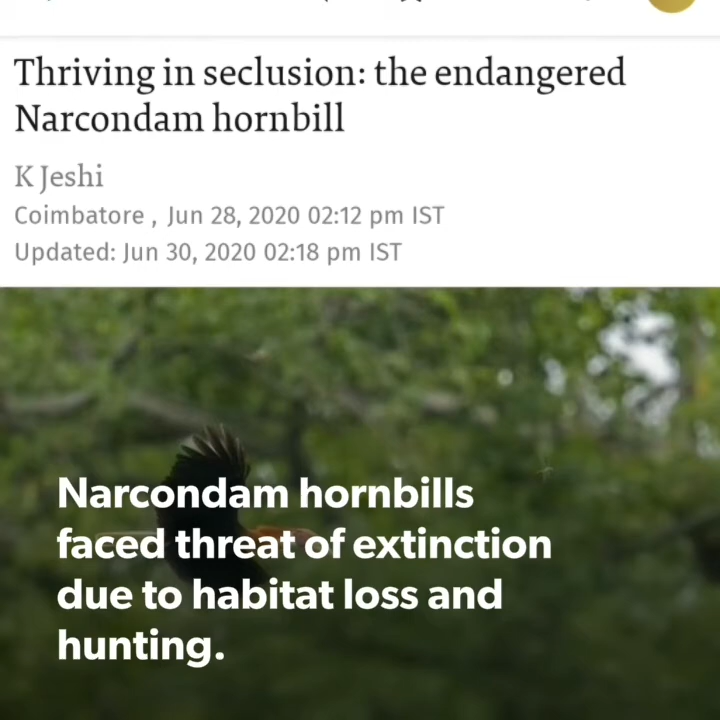 Thriving in seclusion: the endangered
Narcondam hornbill
K Jeshi
Coimbatore , Jun 28, 2020 02:12 pm IST
Updated: Jun 30, 2020 02:18 pm IST
Narcondam hornbills
faced threat of extinction
due to habitat loss and
hunting.